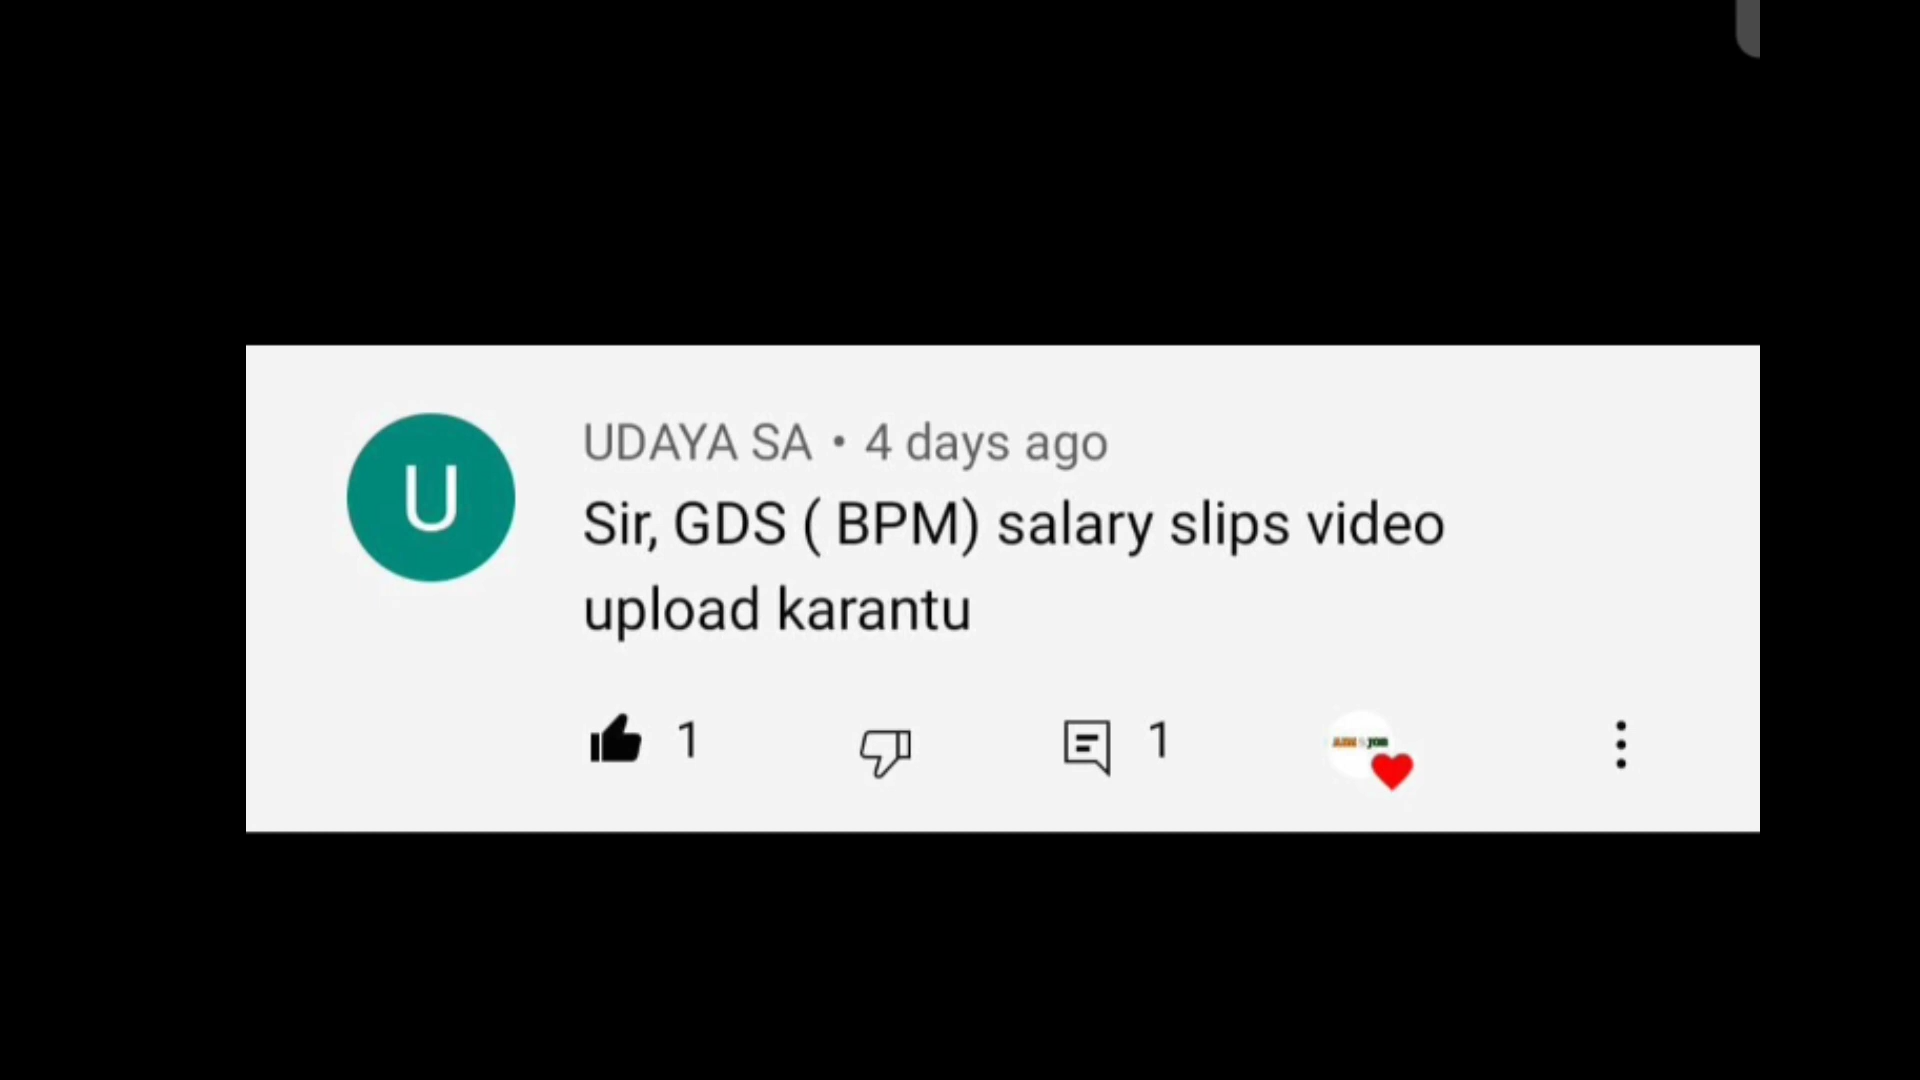 U
UDAYA SA • 4 days ago
Sir, GDS ( BPM) salary slips video
upload karantu
1
1